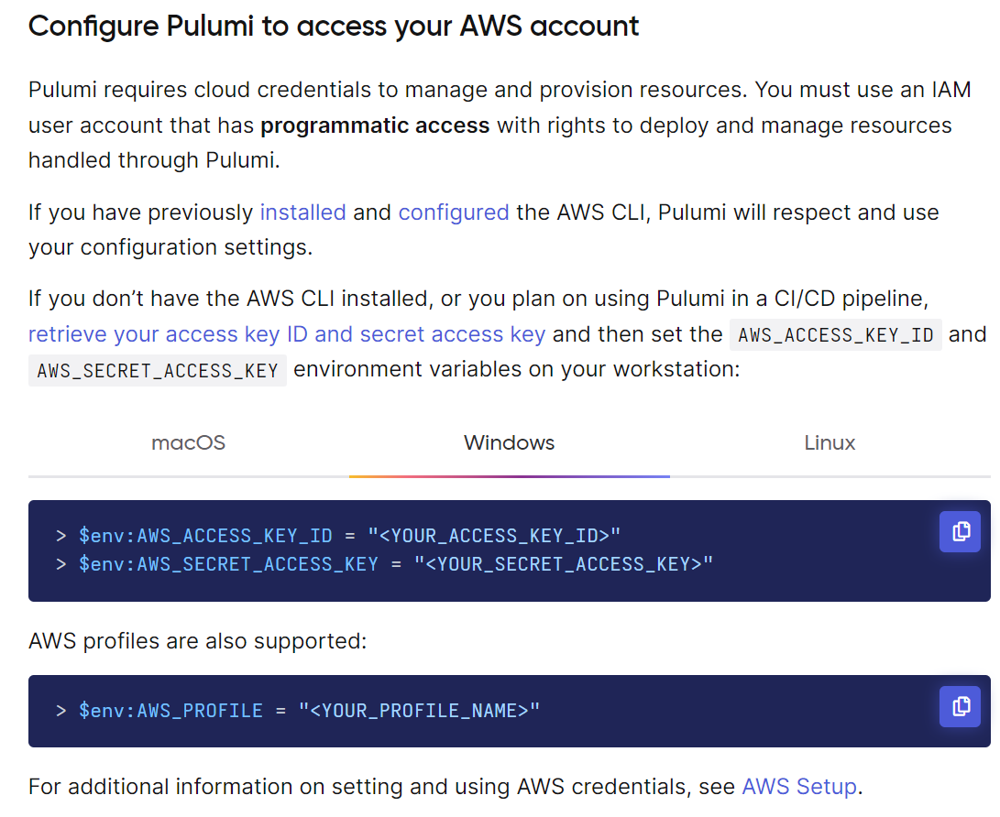 Configure Pulumi to access your AWS account
Pulumi requires cloud credentials to manage and provision resources. You must use an IAM
user account that has programmatic access with rights to deploy and manage resources
handled through Pulumi.
If you have previously installed and configured the AWS CLI, Pulumi will respect and use
your configuration settings.
If you don’t have the AWS CLI installed, or you plan on using Pulumi in a CI/CD pipeline,
retrieve your access key ID and secret access key and then set the AWS_ACCESS_KEY_ID and
AWS_SECRET_ACCESS_KEY environment variables on your workstation:
macOS Windows Linux
> $env:AWS_ACCESS_KEY_ID = "<YOUR_ACCESS_KEY_ID>"
> $env:AWS_SECRET_ACCESS_KEY = "<YOUR_SECRET_ACCESS_KEY>"
AWS profiles are also supported:
> $env:AWS_PROFILE = "<YOUR_PROFILE_NAME>"
For additional information on setting and using AWS credentials, see AWS Setup.